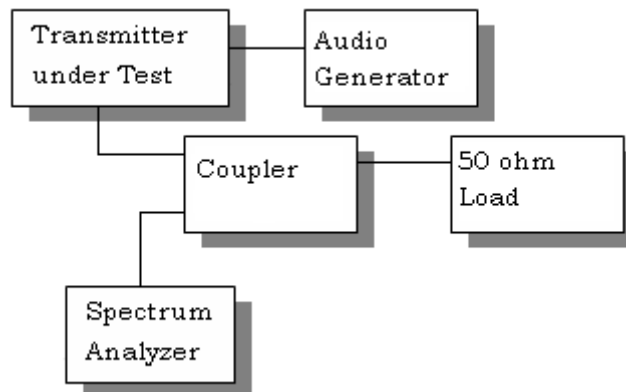 Transmitter
under Test
Audio
Generator
Coupler
50 ohm
Load
Spectrum
Analyzer